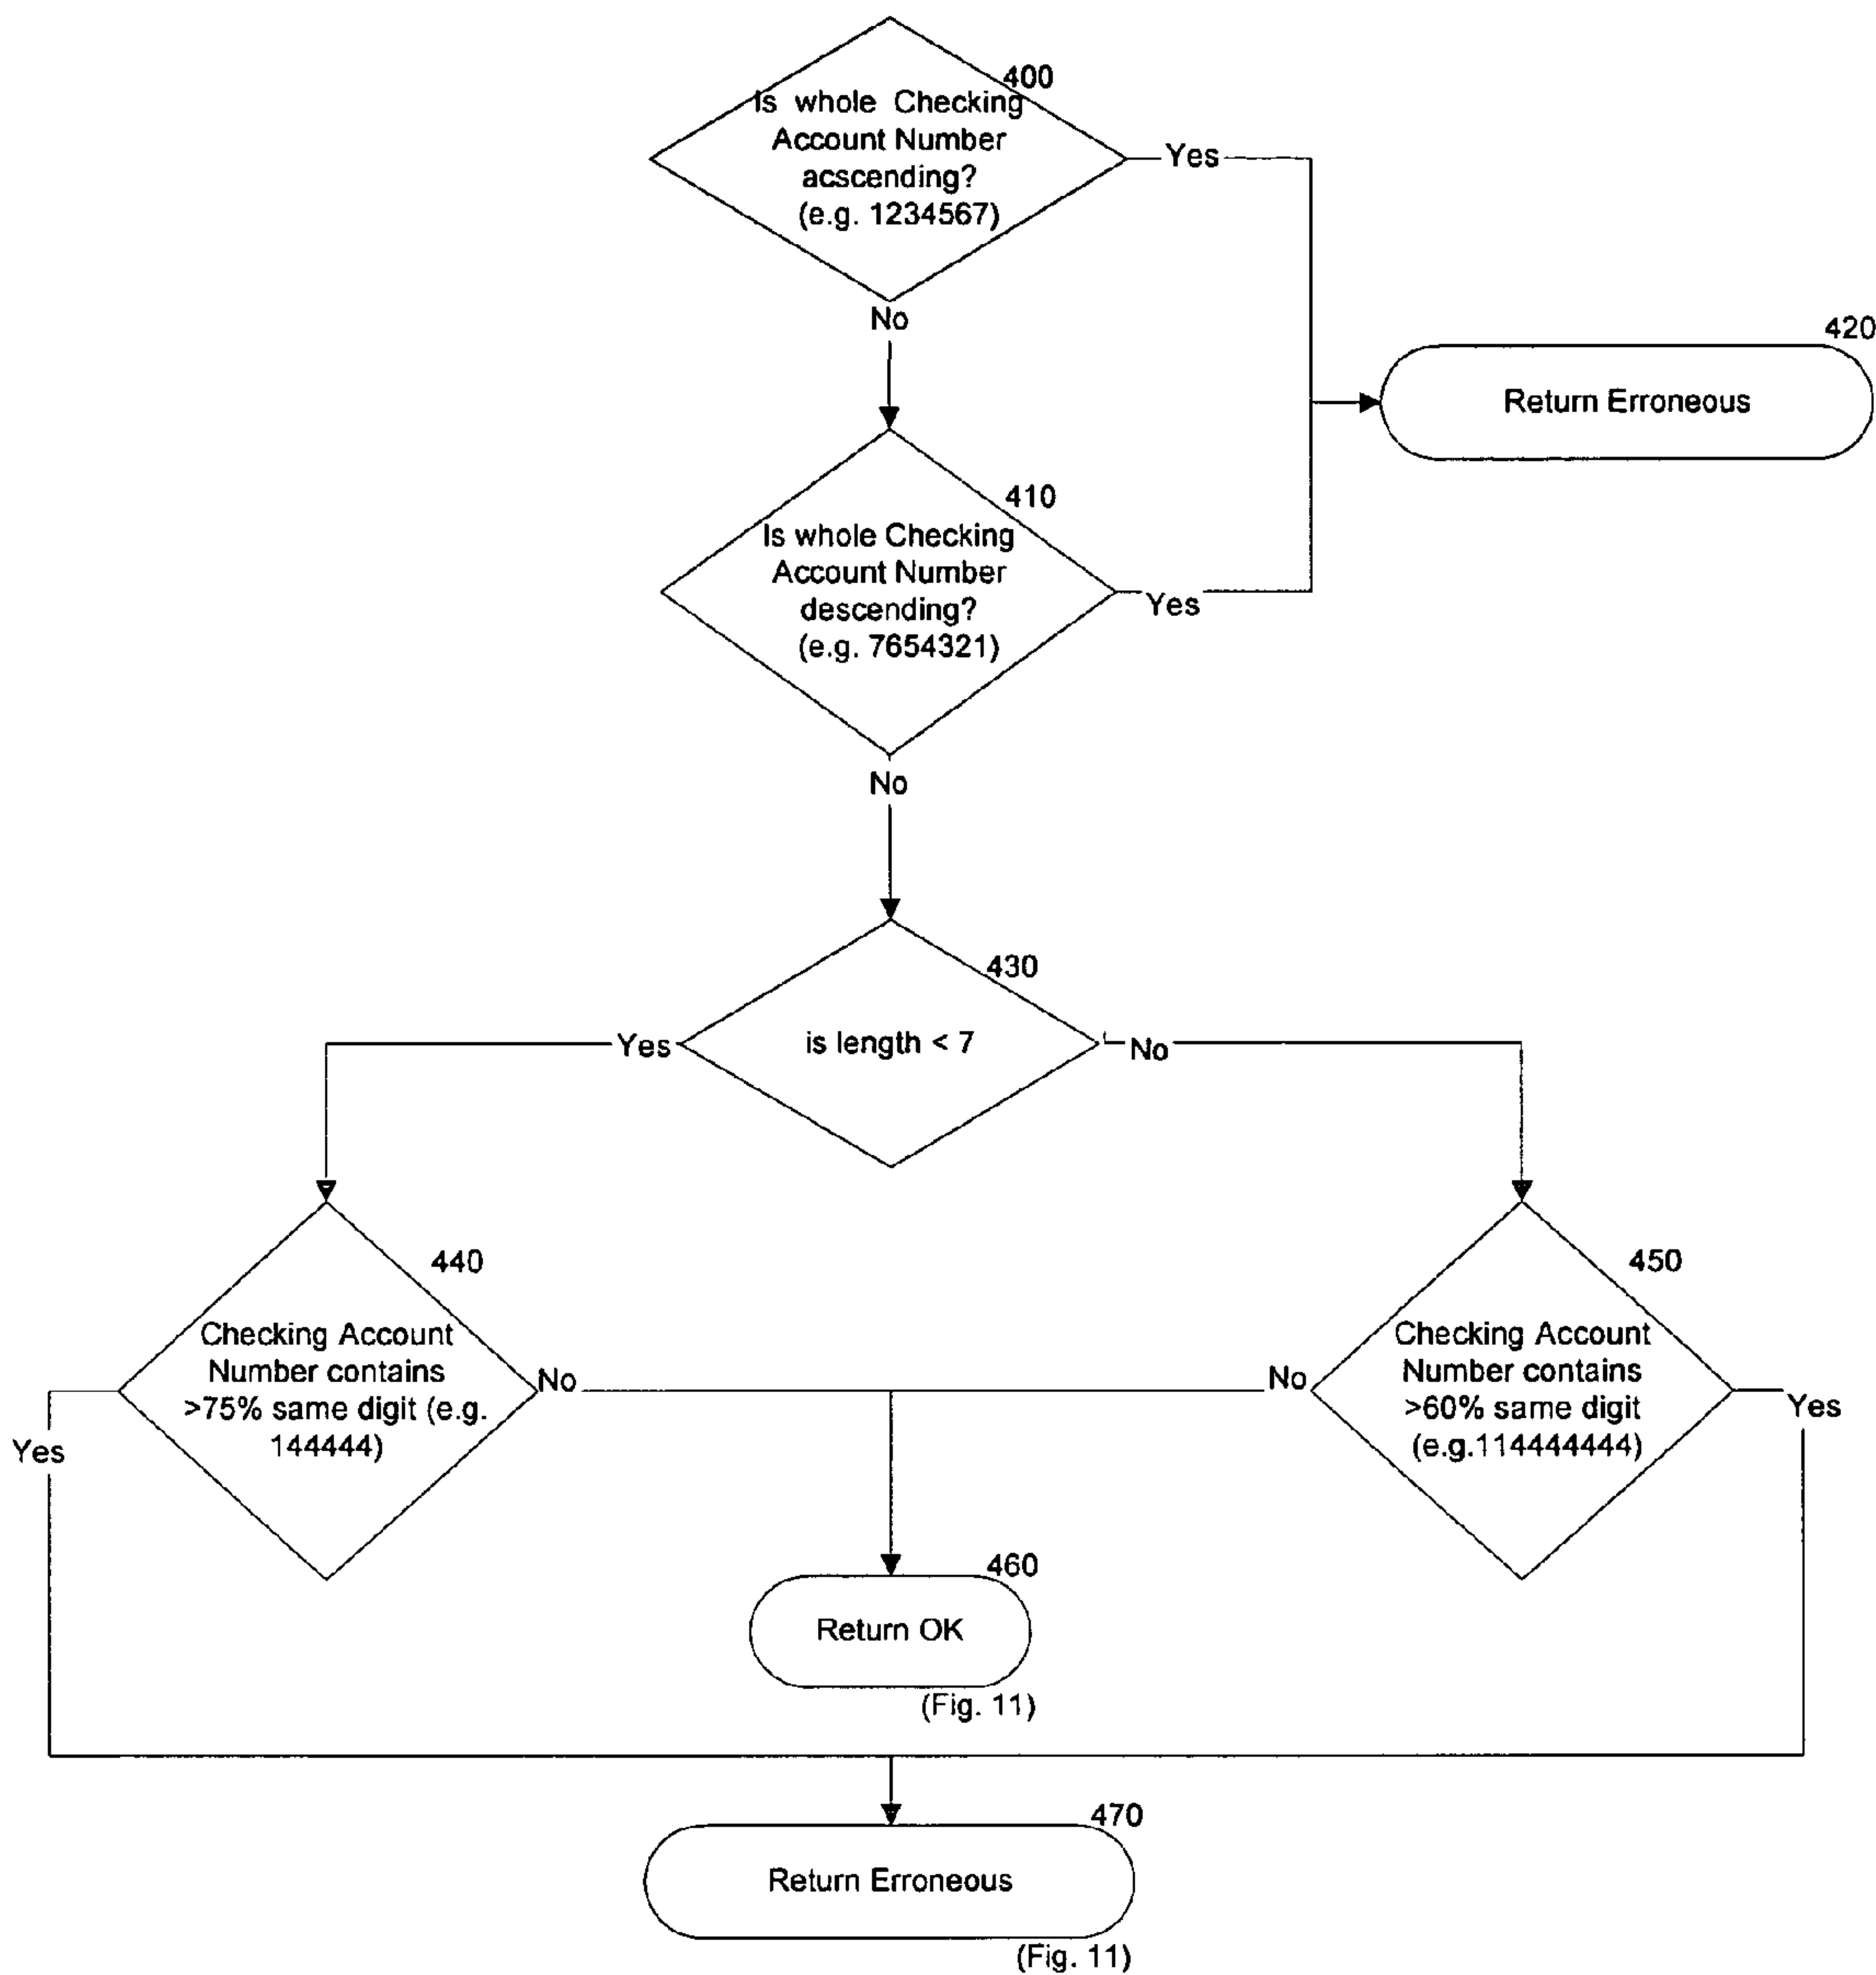 400
Is whole Checking
Account Number
acscending?
(e.g. 1234567)
Yes
No
420
Return Erroneous
410
Is whole Checking
Account Number
descending?
(e.g. 7654321)
Yes
No
430
is length < 7
Yes
No
440
Checking Account
Number contains
>75% same digit (e.g.
144444)
No
Yes
450
Checking Account
Number contains
>60% same digit
(e.g.114444444)
No
Yes
460
Return OK
(Fig. 11)
470
Return Erroneous
(Fig. 11)